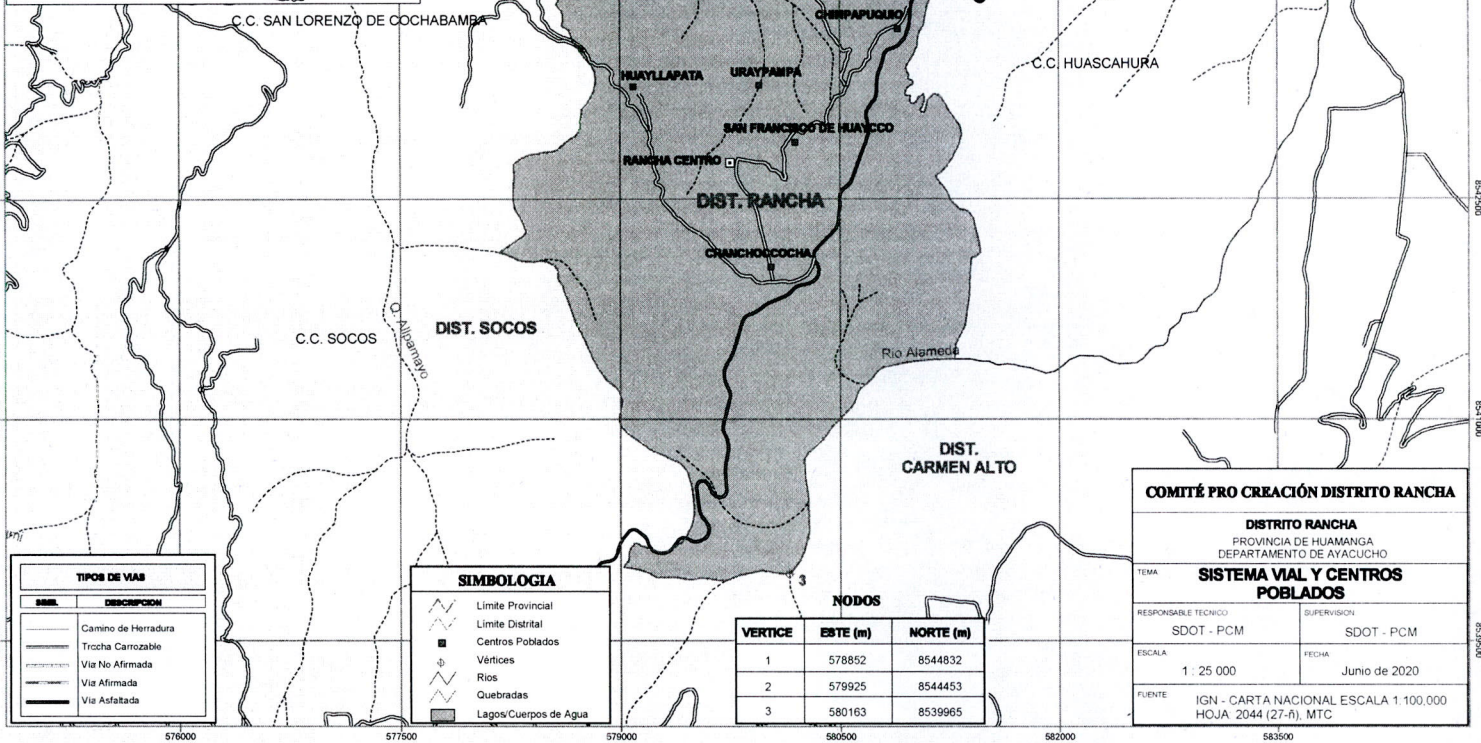 C.C. SAN LORENZO DE COCHABAMBA
CHIRPAPUQUIO
C.C. HUASCAHURA
HUAYLLAPATA
URAYPAMPA
SAN FRANCISCO DE HUAYCCO
RANCHA CENTRO
DIST. RANCHA
8542500
CHANCHOCCOCHA
Q. Allpamayo
DIST. SOCOS
C.C. SOCOS
Rio Alameda
8541000
DIST.
CARMEN ALTO
3
8539500
TIPOS DE VIAS
SIMB.
DESCRIPCION
Camino de Herradura
Trocha Carrozable
Via No Afirmada
Via Afirmada
Via Asfaltada
SIMBOLOGIA
Límite Provincial
Límite Distrital
Centros Poblados
Vértices
Rios
Quebradas
Lagos/Cuerpos de Agua
NODOS
VERTICE ESTE (m) NORTE (m)
1 578852 8544832
2 579925 8544453
3 580163 8539965
COMITÉ PRO CREACIÓN DISTRITO RANCHA
DISTRITO RANCHA
PROVINCIA DE HUAMANGA
DEPARTAMENTO DE AYACUCHO
TEMA
SISTEMA VIAL Y CENTROS
POBLADOS
RESPONSABLE TECNICO
SDOT - PCM
SUPERVISION
SDOT - PCM
ESCALA
1 : 25 000
FECHA
Junio de 2020
FUENTE
IGN - CARTA NACIONAL ESCALA 1:100,000
HOJA: 2044 (27-ñ), MTC
576000
577500
579000
580500
582000
583500